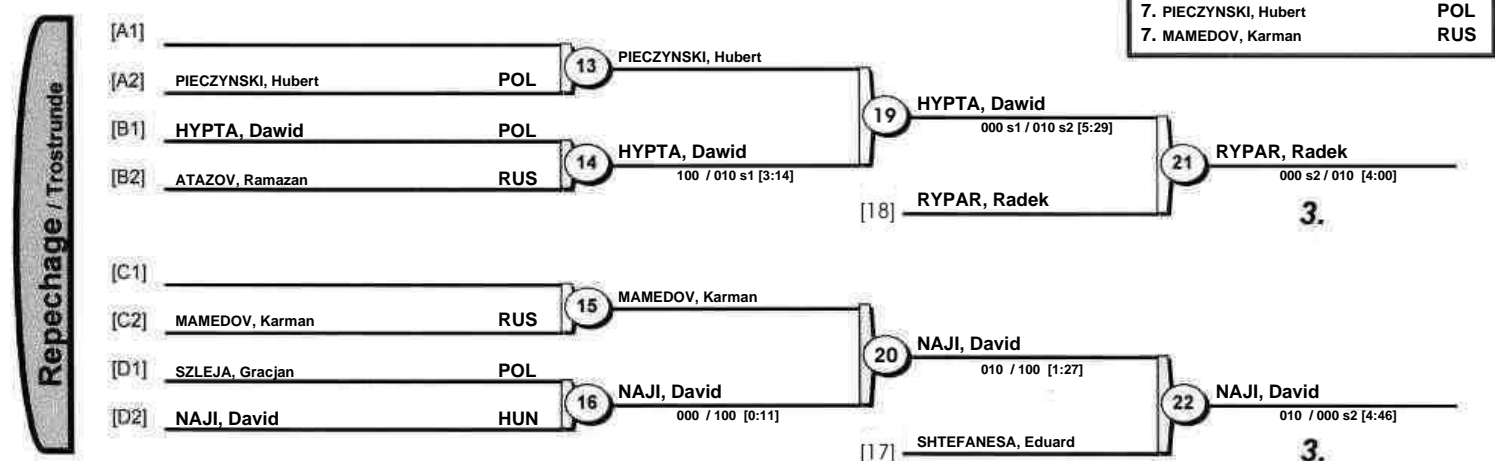 7. PIECZYNSKI, Hubert POL
7. MAMEDOV, Karman RUS
Repechage / Trostrunde
[A1]
[A2] PIECZYNSKI, Hubert POL
13 PIECZYNSKI, Hubert
[B1] HYPTA, Dawid POL
[B2] ATAZOV, Ramazan RUS
14 HYPTA, Dawid
100 / 010 s1 [3:14]
19 HYPTA, Dawid
000 s1 / 010 s2 [5:29]
[18] RYPAR, Radek
21 RYPAR, Radek
000 s2 / 010 [4:00]
3.
[C1]
[C2] MAMEDOV, Karman RUS
15 MAMEDOV, Karman
[D1] SZLEJA, Gracjan POL
[D2] NAJI, David HUN
16 NAJI, David
000 / 100 [0:11]
20 NAJI, David
010 / 100 [1:27]
[17] SHTEFANESA, Eduard
22 NAJI, David
010 / 000 s2 [4:46]
3.